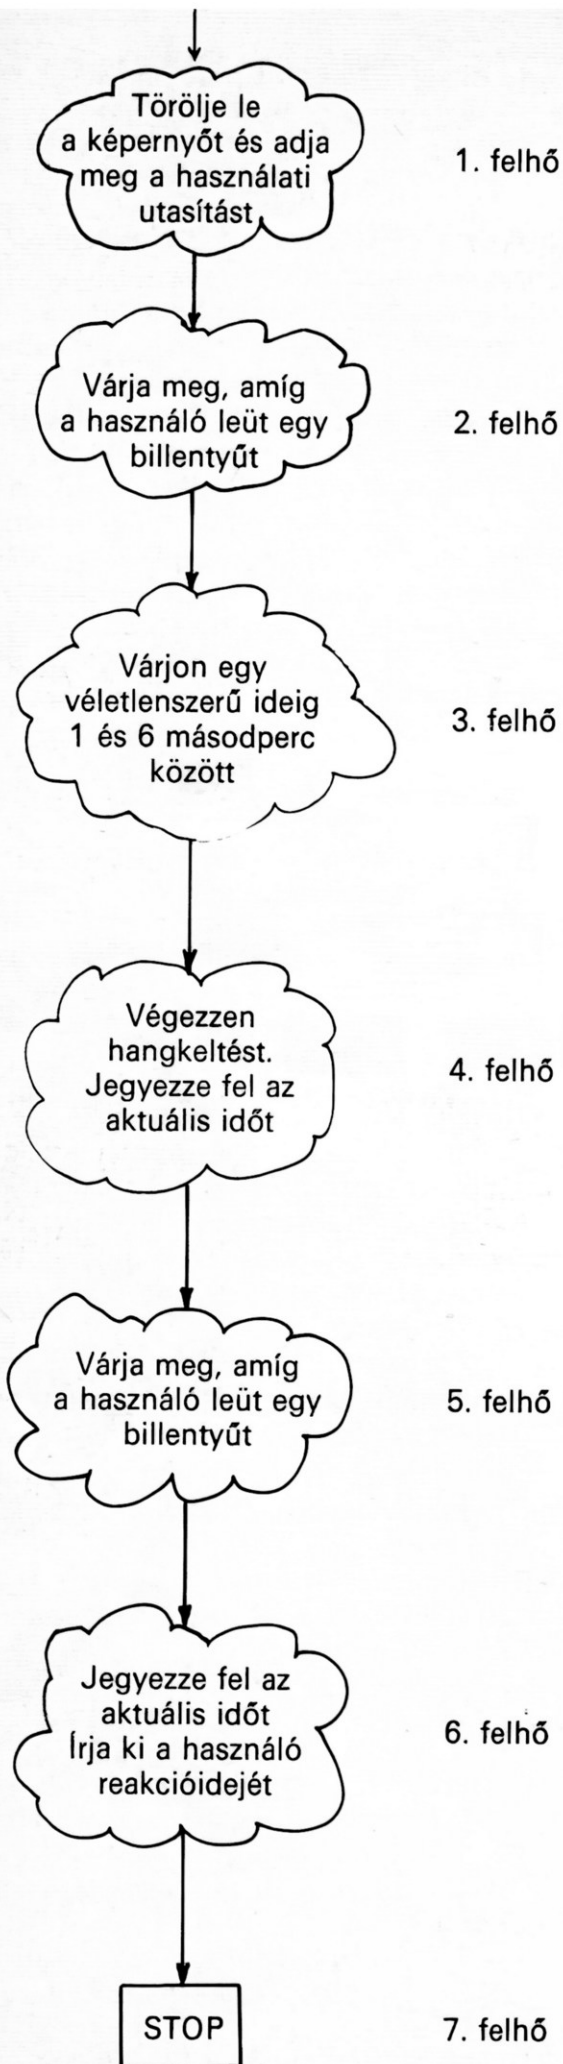 Törölje le
a képernyőt és adja
meg a használati
utasítást
1. felhő
Várja meg, amíg
a használó leüt egy
billentyűt
2. felhő
Várjon egy
véletlenszerű ideig
1 és 6 másodperc
között
3. felhő
Végezzen
hangkeltést.
Jegyezze fel az
aktuális időt
4. felhő
Várja meg, amíg
a használó leüt egy
billentyűt
5. felhő
Jegyezze fel az
aktuális időt
Írja ki a használó
reakcióidejét
6. felhő
STOP
7. felhő